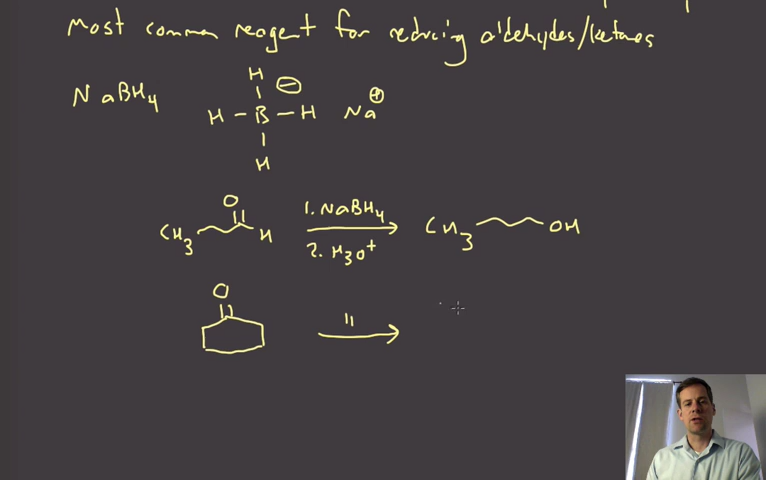 Most common reagent for reducing aldehydes/ketones
NaBH4
H
⊖
H - B - H Na ⊕
H
O
CH3 H
1. NaBH4
2. H3O+
CH3 OH
O
"